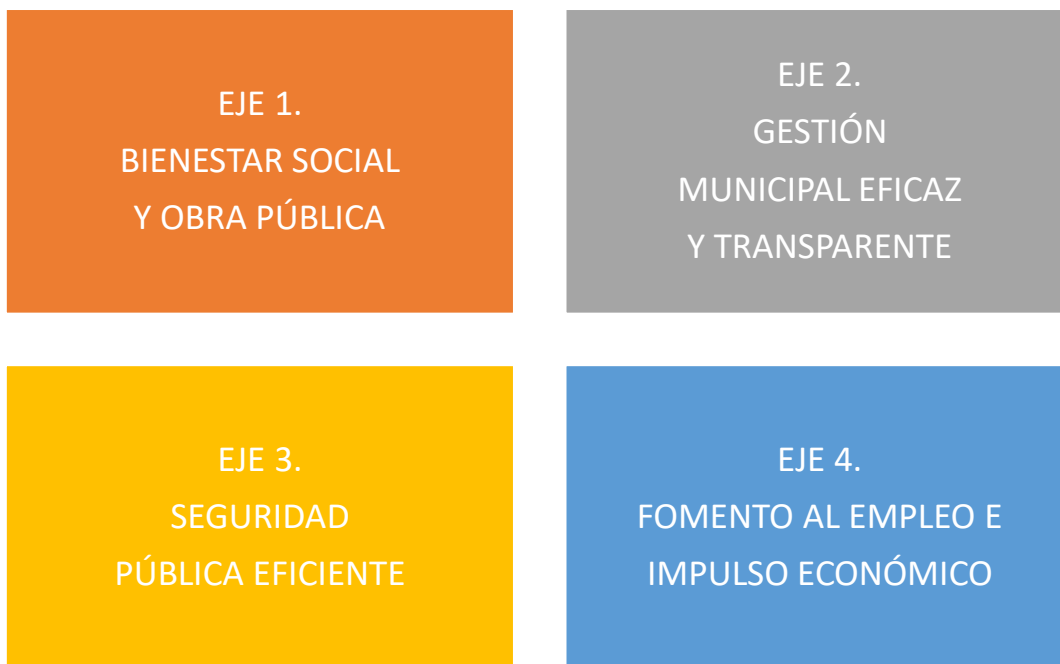 EJE 1.
BIENESTAR SOCIAL
Y OBRA PÚBLICA
EJE 2.
GESTIÓN
MUNICIPAL EFICAZ
Y TRANSPARENTE
EJE 3.
SEGURIDAD
PÚBLICA EFICIENTE
EJE 4.
FOMENTO AL EMPLEO E
IMPULSO ECONÓMICO